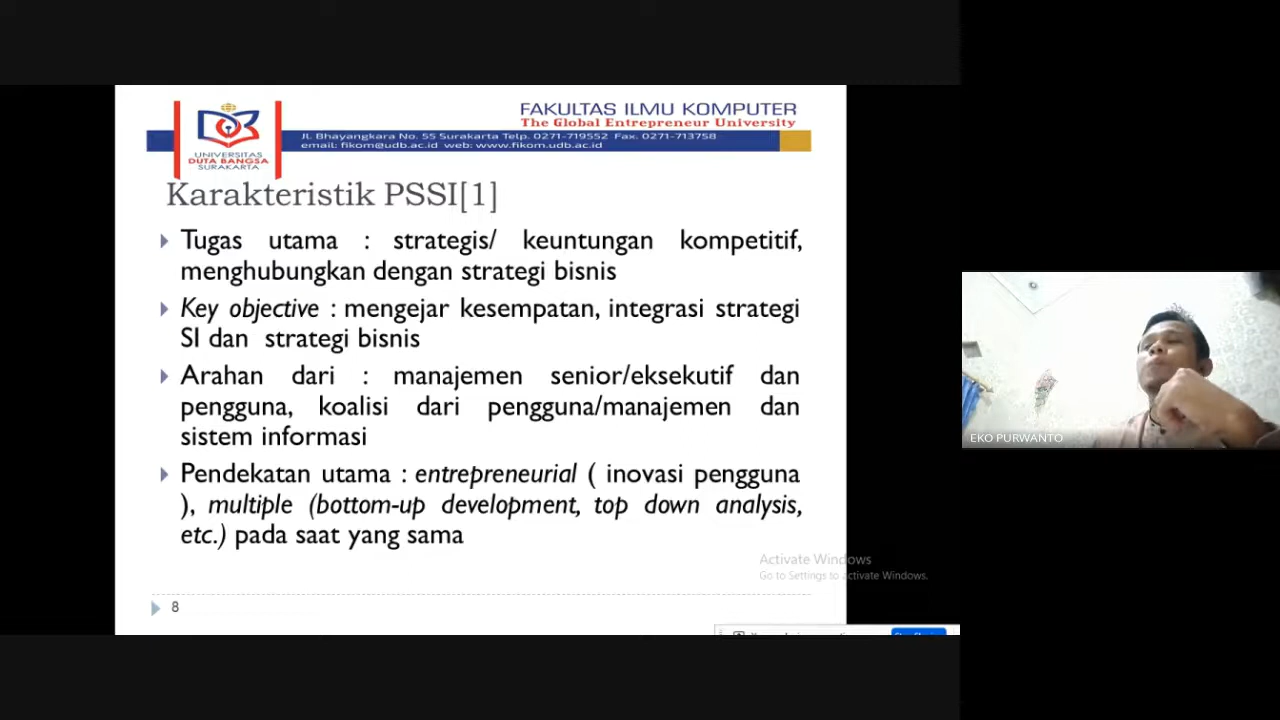 FAKULTAS ILMU KOMPUTER
The Global Entrepreneur University
Jl. Bhayangkara No. 55 Surakarta Telp. 0271-719552 Fax. 0271-713758
email: fikom@udb.ac.id web: www.fikom.udb.ac.id
UNIVERSITAS
DUTA BANGSA
SURAKARTA
Karakteristik PSSI[1]
Tugas utama : strategis/ keuntungan kompetitif,
menghubungkan dengan strategi bisnis
Key objective : mengejar kesempatan, integrasi strategi
SI dan strategi bisnis
Arahan dari : manajemen senior/eksekutif dan
pengguna, koalisi dari pengguna/manajemen dan
sistem informasi
Pendekatan utama : entrepreneurial ( inovasi pengguna
), multiple (bottom-up development, top down analysis,
etc.) pada saat yang sama
8
Activate Windows
Go to Settings to activate Windows.
EKO PURWANTO